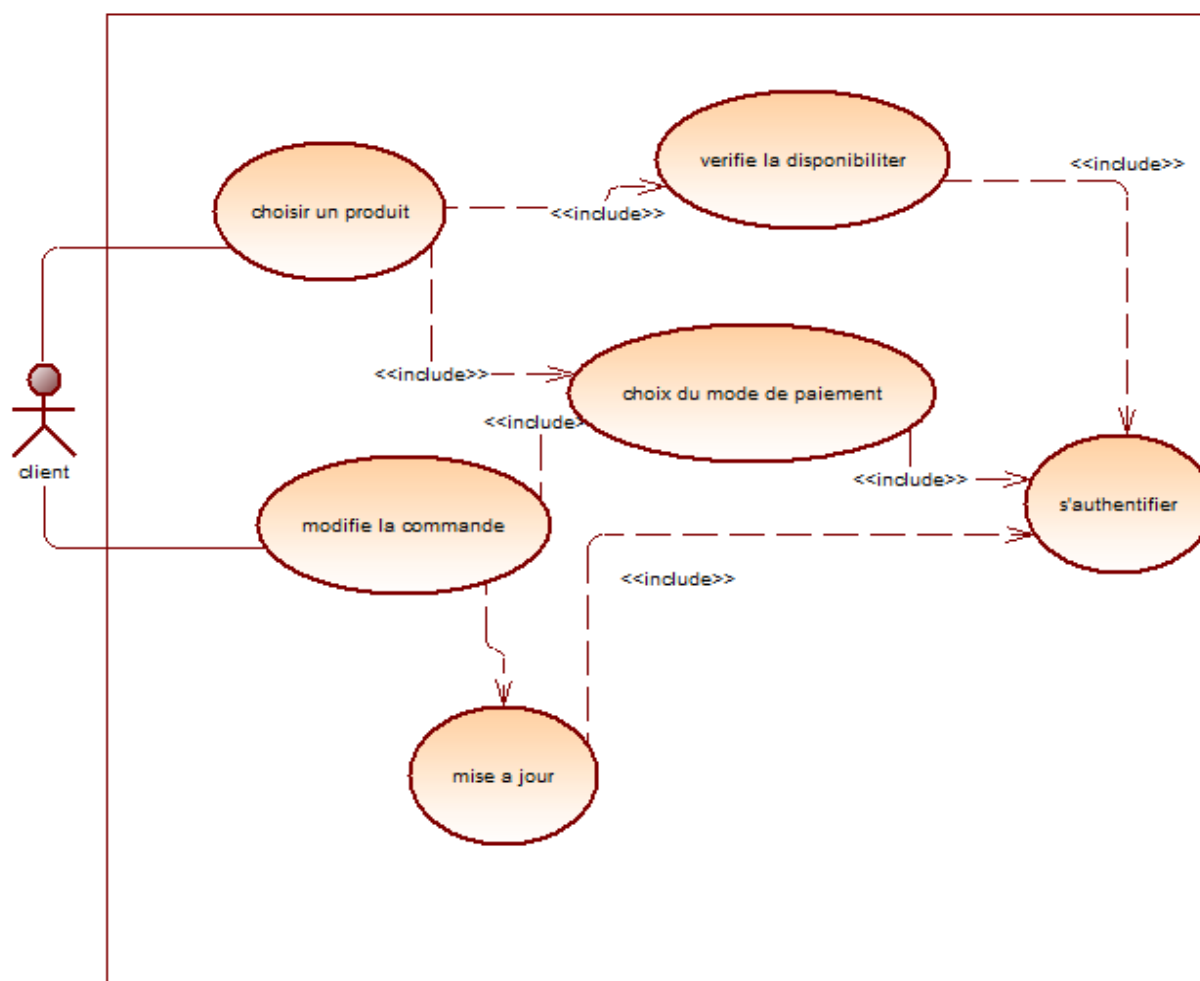 verifie la disponibiliter
<<include>>
choisir un produit
<<include>>
<<include>>
choix du mode de paiement
<<include>
client
<<include>>
s'authentifier
modifie la commande
<<include>>
mise a jour